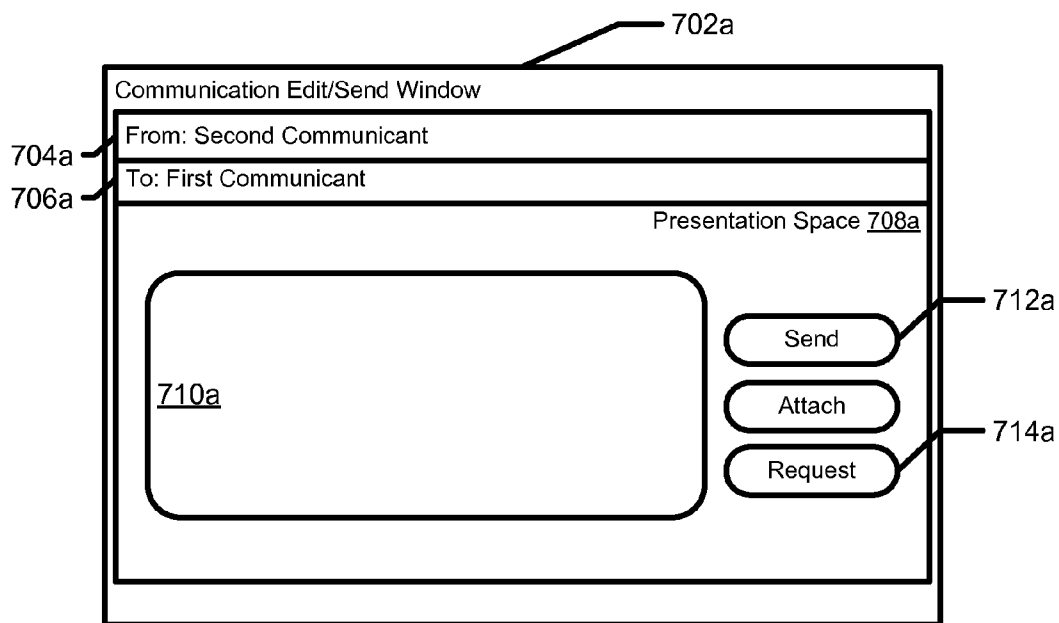 702a
Communication Edit/Send Window
From: Second Communicant
704a
To: First Communicant
706a
Presentation Space 708a
712a
Send
710a
Attach
714a
Request